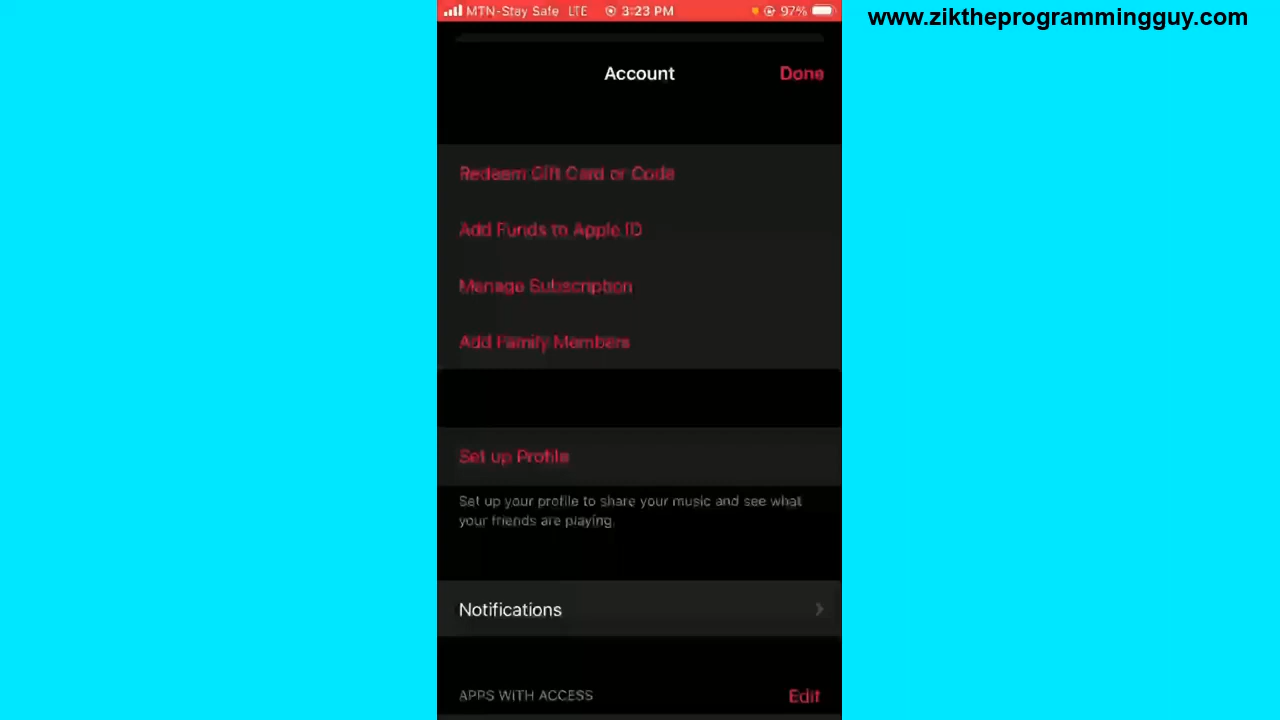 MTN-Stay Safe LTE 3:23 PM 97%
www.ziktheprogrammingguy.com
Account
Done
Redeem Gift Card or Code
Add Funds to Apple ID
Manage Subscription
Add Family Members
Set up Profile
Set up your profile to share your music and see what
your friends are playing.
Notifications
APPS WITH ACCESS
Edit